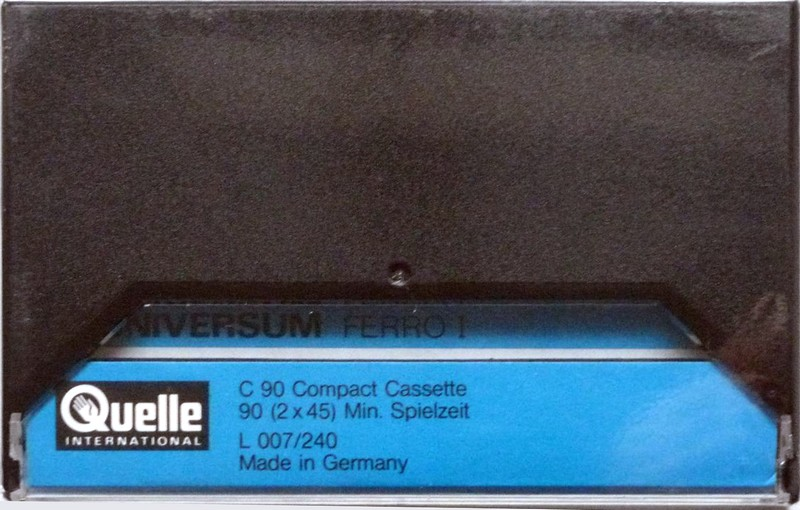 NIVERSUM FERRO I
Quelle
INTERNATIONAL
C 90 Compact Cassette
90 (2 x 45) Min. Spielzeit
L 007/240
Made in Germany